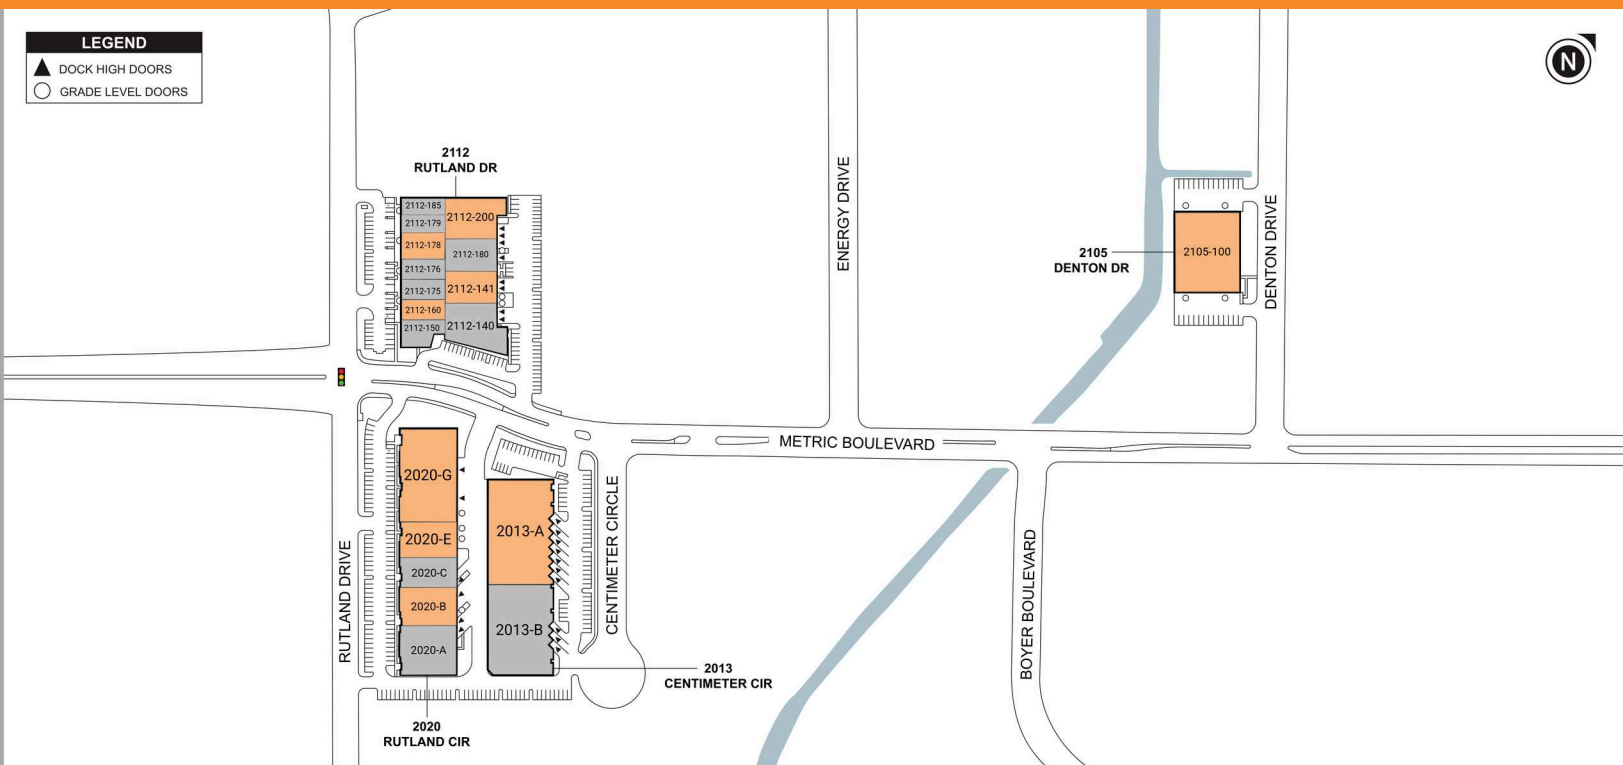 LEGEND
DOCK HIGH DOORS
GRADE LEVEL DOORS
N
2112
RUTLAND DR
2112-185
2112-179
2112-178
2112-176
2112-175
2112-160
2112-150
2112-200
2112-180
2112-141
2112-140
ENERGY DRIVE
2105
DENTON DR
2105-100
DENTON DRIVE
METRIC BOULEVARD
RUTLAND DRIVE
2020-G
2020-E
2020-C
2020-B
2020-A
2013-A
2013-B
CENTIMETER CIRCLE
BOYER BOULEVARD
2013
CENTIMETER CIR
2020
RUTLAND CIR